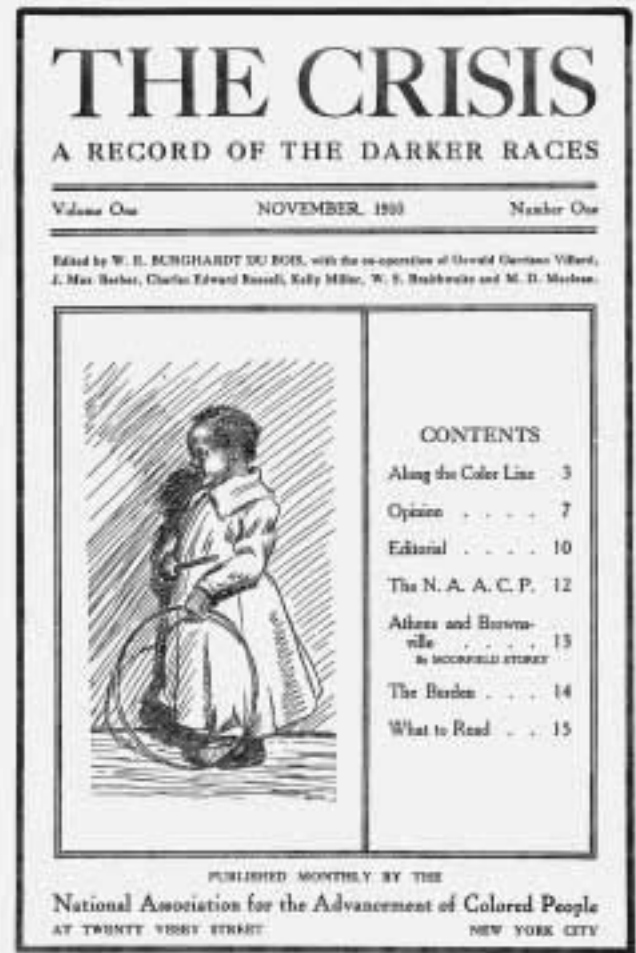 THE CRISIS
A RECORD OF THE DARKER RACES
Volume One NOVEMBER, 1910 Number One
Edited by W. E. BURGHARDT DU BOIS, with the co-operation of Oswald Garrison Villard,
J. Max Barber, Charles Edward Russell, Kelly Miller, W. S. Braithwaite and M. D. Maclean.
CONTENTS
Along the Color Line 3
Opinion . . . . 7
Editorial . . . . 10
The N. A. A. C. P. 12
Athens and Browns-
ville . . . . 13
By MOORFIELD STOREY
The Burden . . . 14
What to Read . . 15
PUBLISHED MONTHLY BY THE
National Association for the Advancement of Colored People
AT TWENTY VESEY STREET NEW YORK CITY